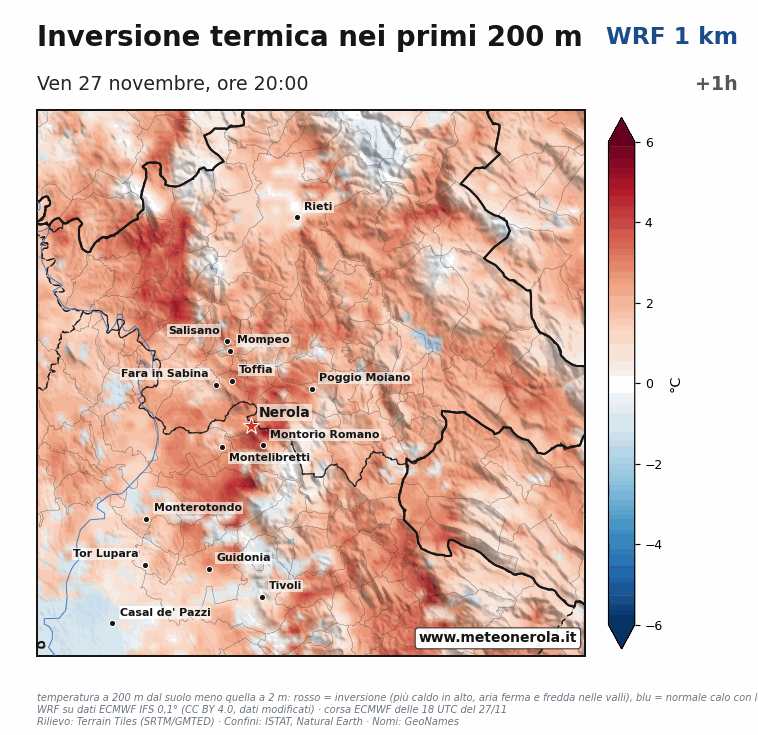 Inversione termica nei primi 200 m WRF 1 km
Ven 27 novembre, ore 20:00 +1h
Rieti
Salisano
Mompeo
Toffia
Fara in Sabina
Poggio Moiano
Nerola
Montorio Romano
Montelibretti
Monterotondo
Tor Lupara
Guidonia
Tivoli
Casal de' Pazzi
www.meteonerola.it
6
4
2
0
−2
−4
−6
°C
temperatura a 200 m dal suolo meno quella a 2 m: rosso = inversione (più caldo in alto, aria ferma e fredda nelle valli), blu = normale calo con l
WRF su dati ECMWF IFS 0,1° (CC BY 4.0, dati modificati) · corsa ECMWF delle 18 UTC del 27/11
Rilievo: Terrain Tiles (SRTM/GMTED) · Confini: ISTAT, Natural Earth · Nomi: GeoNames